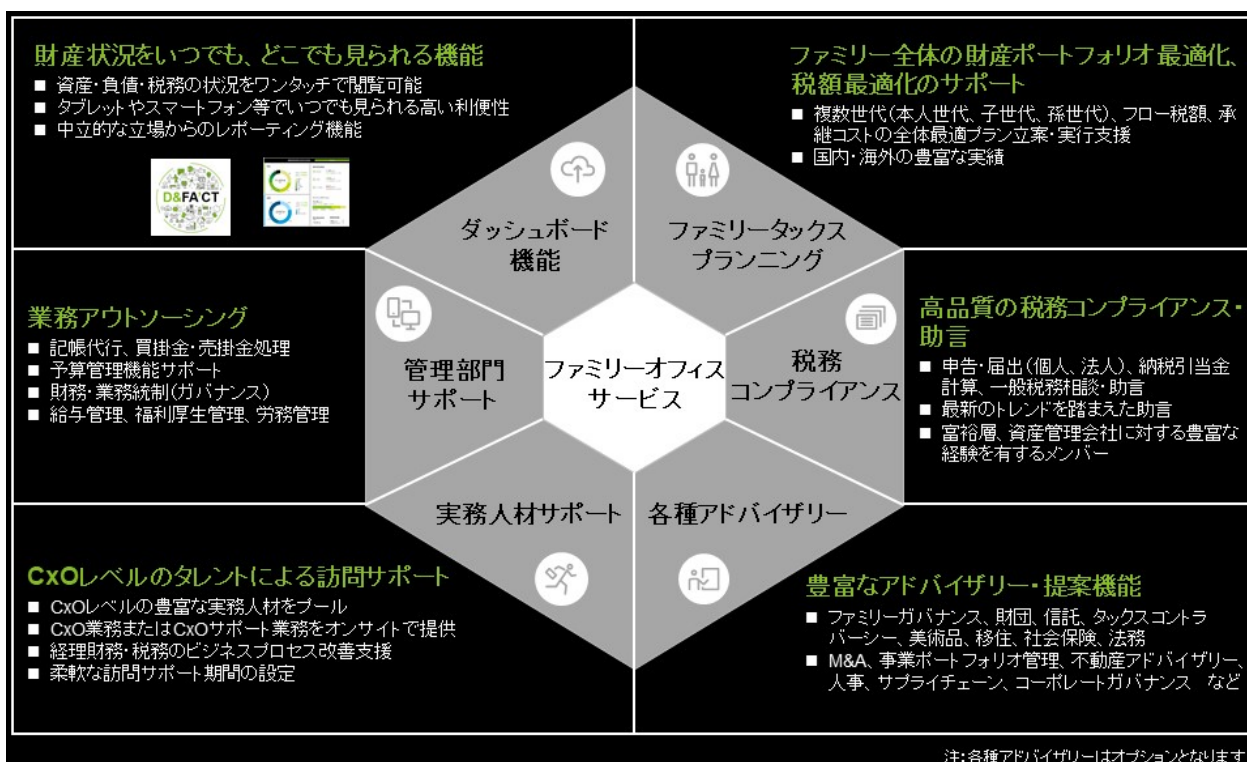 財産状況をいつでも、どこでも見られる機能
■ 資産・負債・税務の状況をワンタッチで閲覧可能
■ タブレットやスマートフォン等でいつでも見られる高い利便性
■ 中立的な立場からのレポーティング機能
D&FA'CT
ダッシュボード
機能
ファミリー全体の財産ポートフォリオ最適化、
税額最適化のサポート
■ 複数世代(本人世代、子世代、孫世代)、フロー税額、承
継コストの全体最適プラン立案・実行支援
■ 国内・海外の豊富な実績
ファミリータックス
プランニング
業務アウトソーシング
■ 記帳代行、買掛金・売掛金処理
■ 予算管理機能サポート
■ 財務・業務統制(ガバナンス)
■ 給与管理、福利厚生管理、労務管理
管理部門
サポート
ファミリーオフィス
サービス
税務
コンプライアンス
高品質の税務コンプライアンス・
助言
■ 申告・届出(個人、法人)、納税引当金
計算、一般税務相談・助言
■ 最新のトレンドを踏まえた助言
■ 富裕層、資産管理会社に対する豊富な
経験を有するメンバー
実務人材サポート
各種アドバイザリー
CxOレベルのタレントによる訪問サポート
■ CxOレベルの豊富な実務人材をプール
■ CxO業務またはCxOサポート業務をオンサイトで提供
■ 経理財務・税務のビジネスプロセス改善支援
■ 柔軟な訪問サポート期間の設定
豊富なアドバイザリー・提案機能
■ ファミリーガバナンス、財団、信託、タックスコントラ
バーシー、美術品、移住、社会保険、法務
■ M&A、事業ポートフォリオ管理、不動産アドバイザリー、
人事、サプライチェーン、コーポレートガバナンス など
注:各種アドバイザリーはオプションとなります